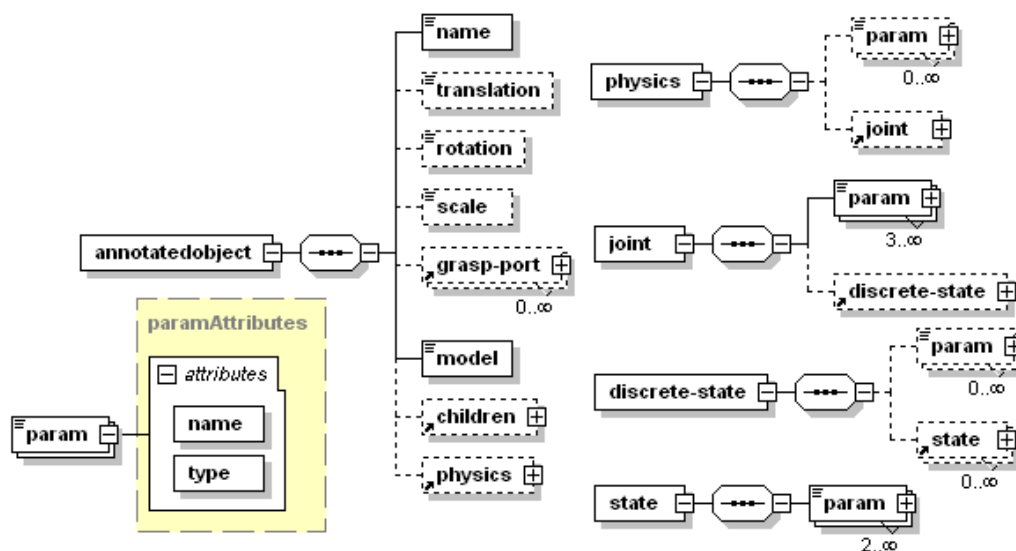 annotatedobject
name
translation
rotation
scale
grasp-port
0..∞
model
children
physics
paramAttributes
attributes
param
name
type
physics
param
0..∞
joint
joint
param
3..∞
discrete-state
discrete-state
param
0..∞
state
0..∞
state
param
2..∞